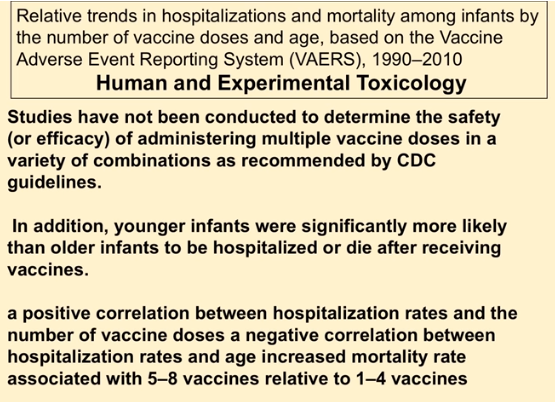 Relative trends in hospitalizations and mortality among infants by
the number of vaccine doses and age, based on the Vaccine
Adverse Event Reporting System (VAERS), 1990–2010
Human and Experimental Toxicology
Studies have not been conducted to determine the safety
(or efficacy) of administering multiple vaccine doses in a
variety of combinations as recommended by CDC
guidelines.
In addition, younger infants were significantly more likely
than older infants to be hospitalized or die after receiving
vaccines.
a positive correlation between hospitalization rates and the
number of vaccine doses a negative correlation between
hospitalization rates and age increased mortality rate
associated with 5–8 vaccines relative to 1–4 vaccines